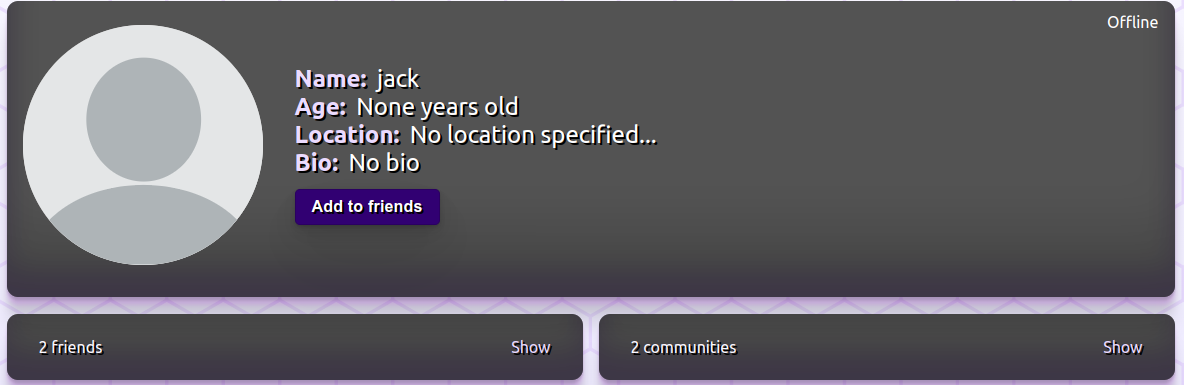 Offline
Name: jack
Age: None years old
Location: No location specified...
Bio: No bio
Add to friends
2 friends Show
2 communities Show